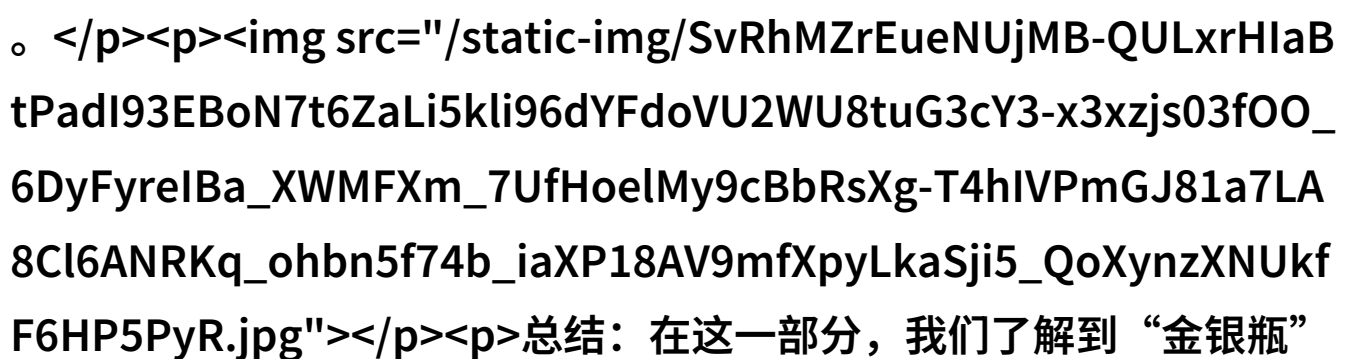 。</p><p><img src="/static-img/SvRhMZrEueNUjMB-QULxrHIaB
tPadI93EBoN7t6ZaLi5kli96dYFdoVU2WU8tuG3cY3-x3xzjs03fOO_
6DyFyreIBa_XWMFXm_7UfHoelMy9cBbRsXg-T4hIVPmGJ81a7LA
8Cl6ANRKq_ohbn5f74b_iaXP18AV9mfXpyLkaSji5_QoXynzXNUkf
F6HP5PyR.jpg"></p><p>总结：在这一部分，我们了解到“金银瓶”